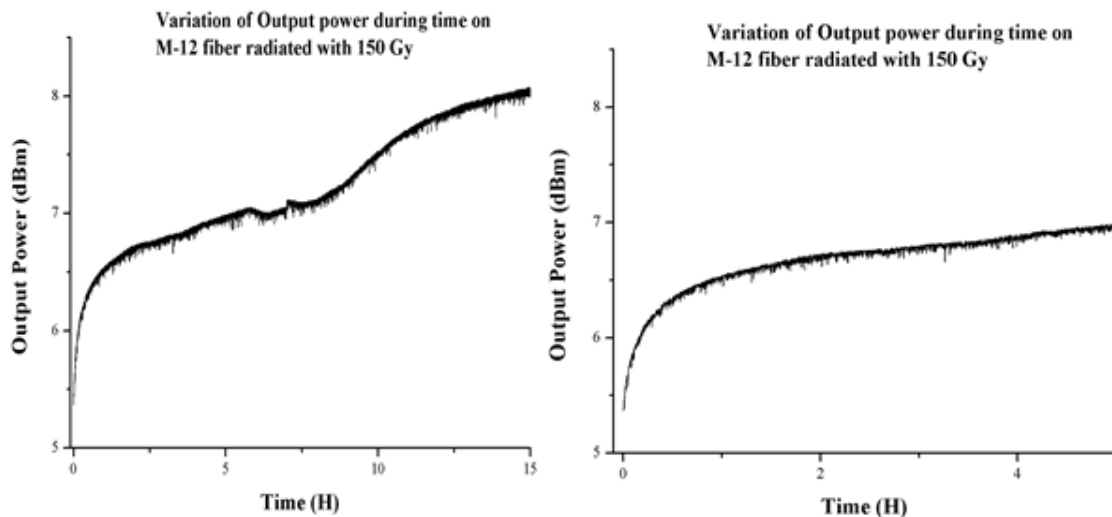 Variation of Output power during time on
M-12 fiber radiated with 150 Gy
8
7
6
5
Output Power (dBm)
0
5
10
15
Time (H)
Variation of Output power during time on
M-12 fiber radiated with 150 Gy
8
7
6
5
Output Power (dBm)
0
2
4
Time (H)